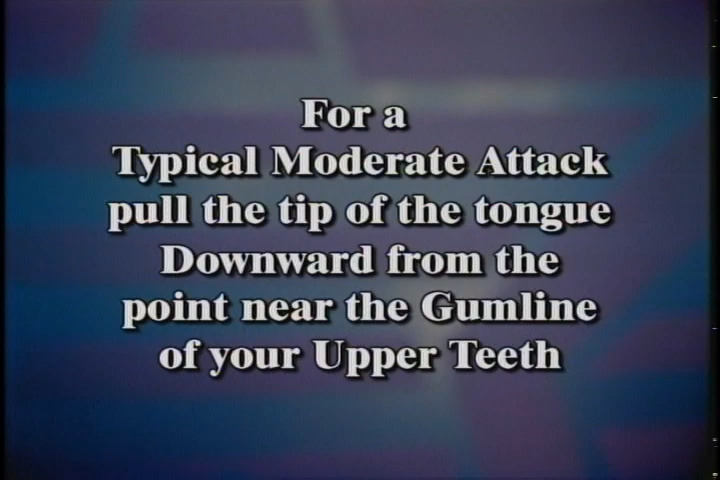 For a
Typical Moderate Attack
pull the tip of the tongue
Downward from the
point near the Gumline
of your Upper Teeth